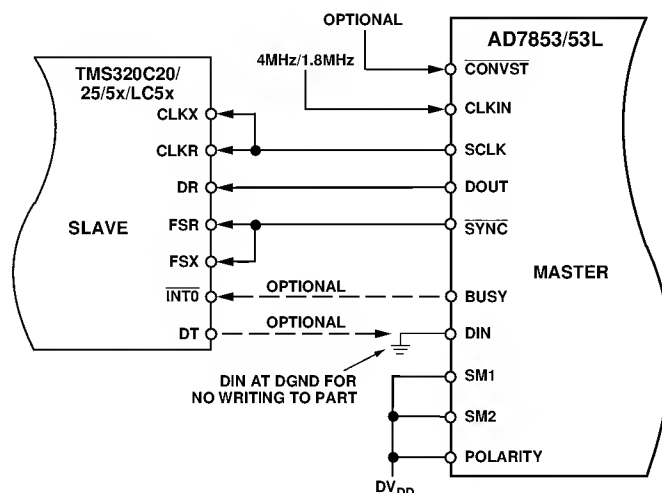 OPTIONAL
AD7853/53L
4MHz/1.8MHz
TMS320C20/
25/5x/LC5x
CONVST
CLKIN
CLKX
CLKR
SCLK
DR
DOUT
FSR
SYNC
SLAVE
FSX
MASTER
INT0
OPTIONAL
BUSY
DT
OPTIONAL
DIN
DIN AT DGND FOR
NO WRITING TO PART
SM1
SM2
POLARITY
DVDD